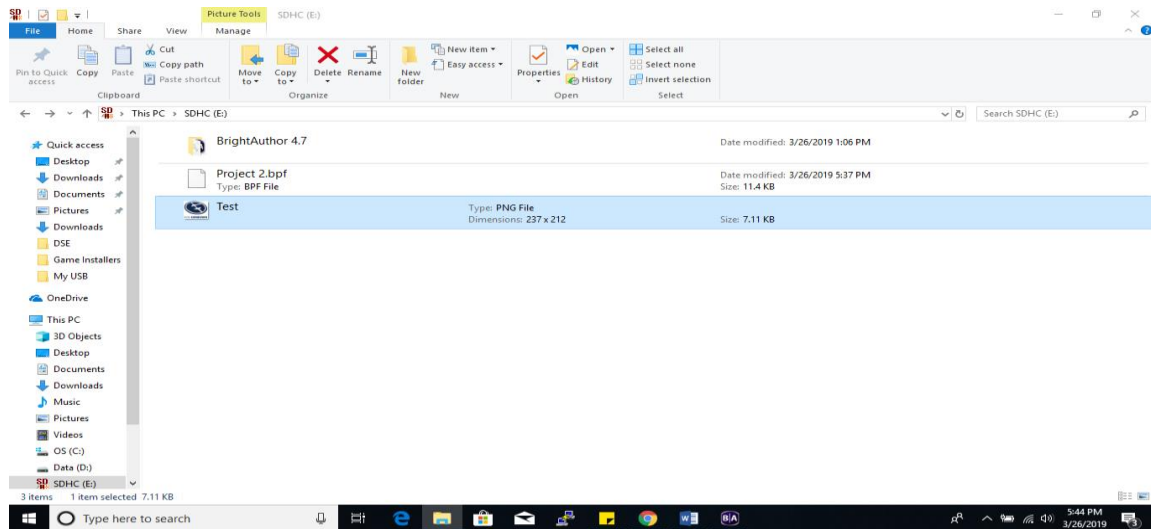 Picture Tools SDHC (E:)
File Home Share View Manage
Pin to Quick access
Copy
Paste
Cut
Copy path
Paste shortcut
Clipboard
Move to
Copy to
Delete
Rename
Organize
New folder
New item
Easy access
New
Properties
Open
Edit
History
Open
Select all
Select none
Invert selection
Select
This PC > SDHC (E:)
Search SDHC (E:)
Quick access
Desktop
Downloads
Documents
Pictures
Downloads
DSE
Game Installers
My USB
OneDrive
This PC
3D Objects
Desktop
Documents
Downloads
Music
Pictures
Videos
OS (C:)
Data (D:)
SDHC (E:)
BrightAuthor 4.7
Date modified: 3/26/2019 1:06 PM
Project 2.bpf
Type: BPF File
Date modified: 3/26/2019 5:37 PM
Size: 11.4 KB
Test
Type: PNG File
Dimensions: 237 x 212
Size: 7.11 KB
3 items 1 item selected 7.11 KB
Type here to search
B|A
5:44 PM
3/26/2019